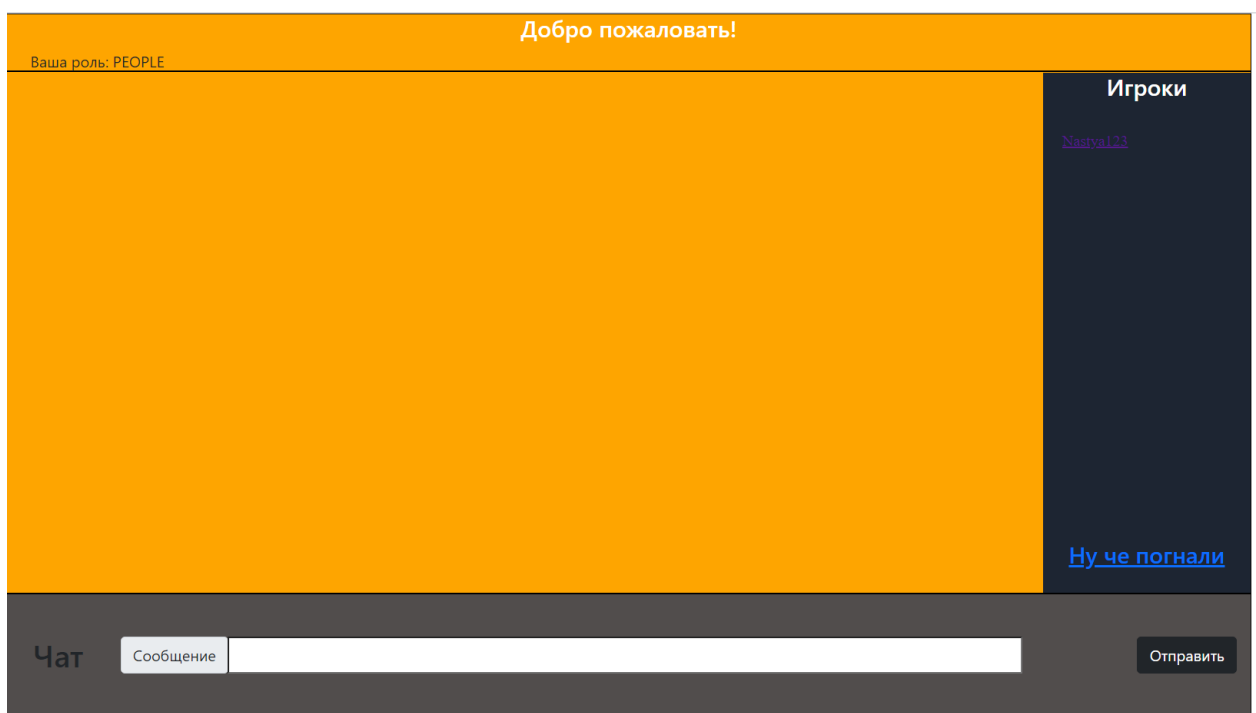 Добро пожаловать!
Ваша роль: PEOPLE
Игроки
Nastya123
Ну че погнали
Чат
Сообщение
Отправить